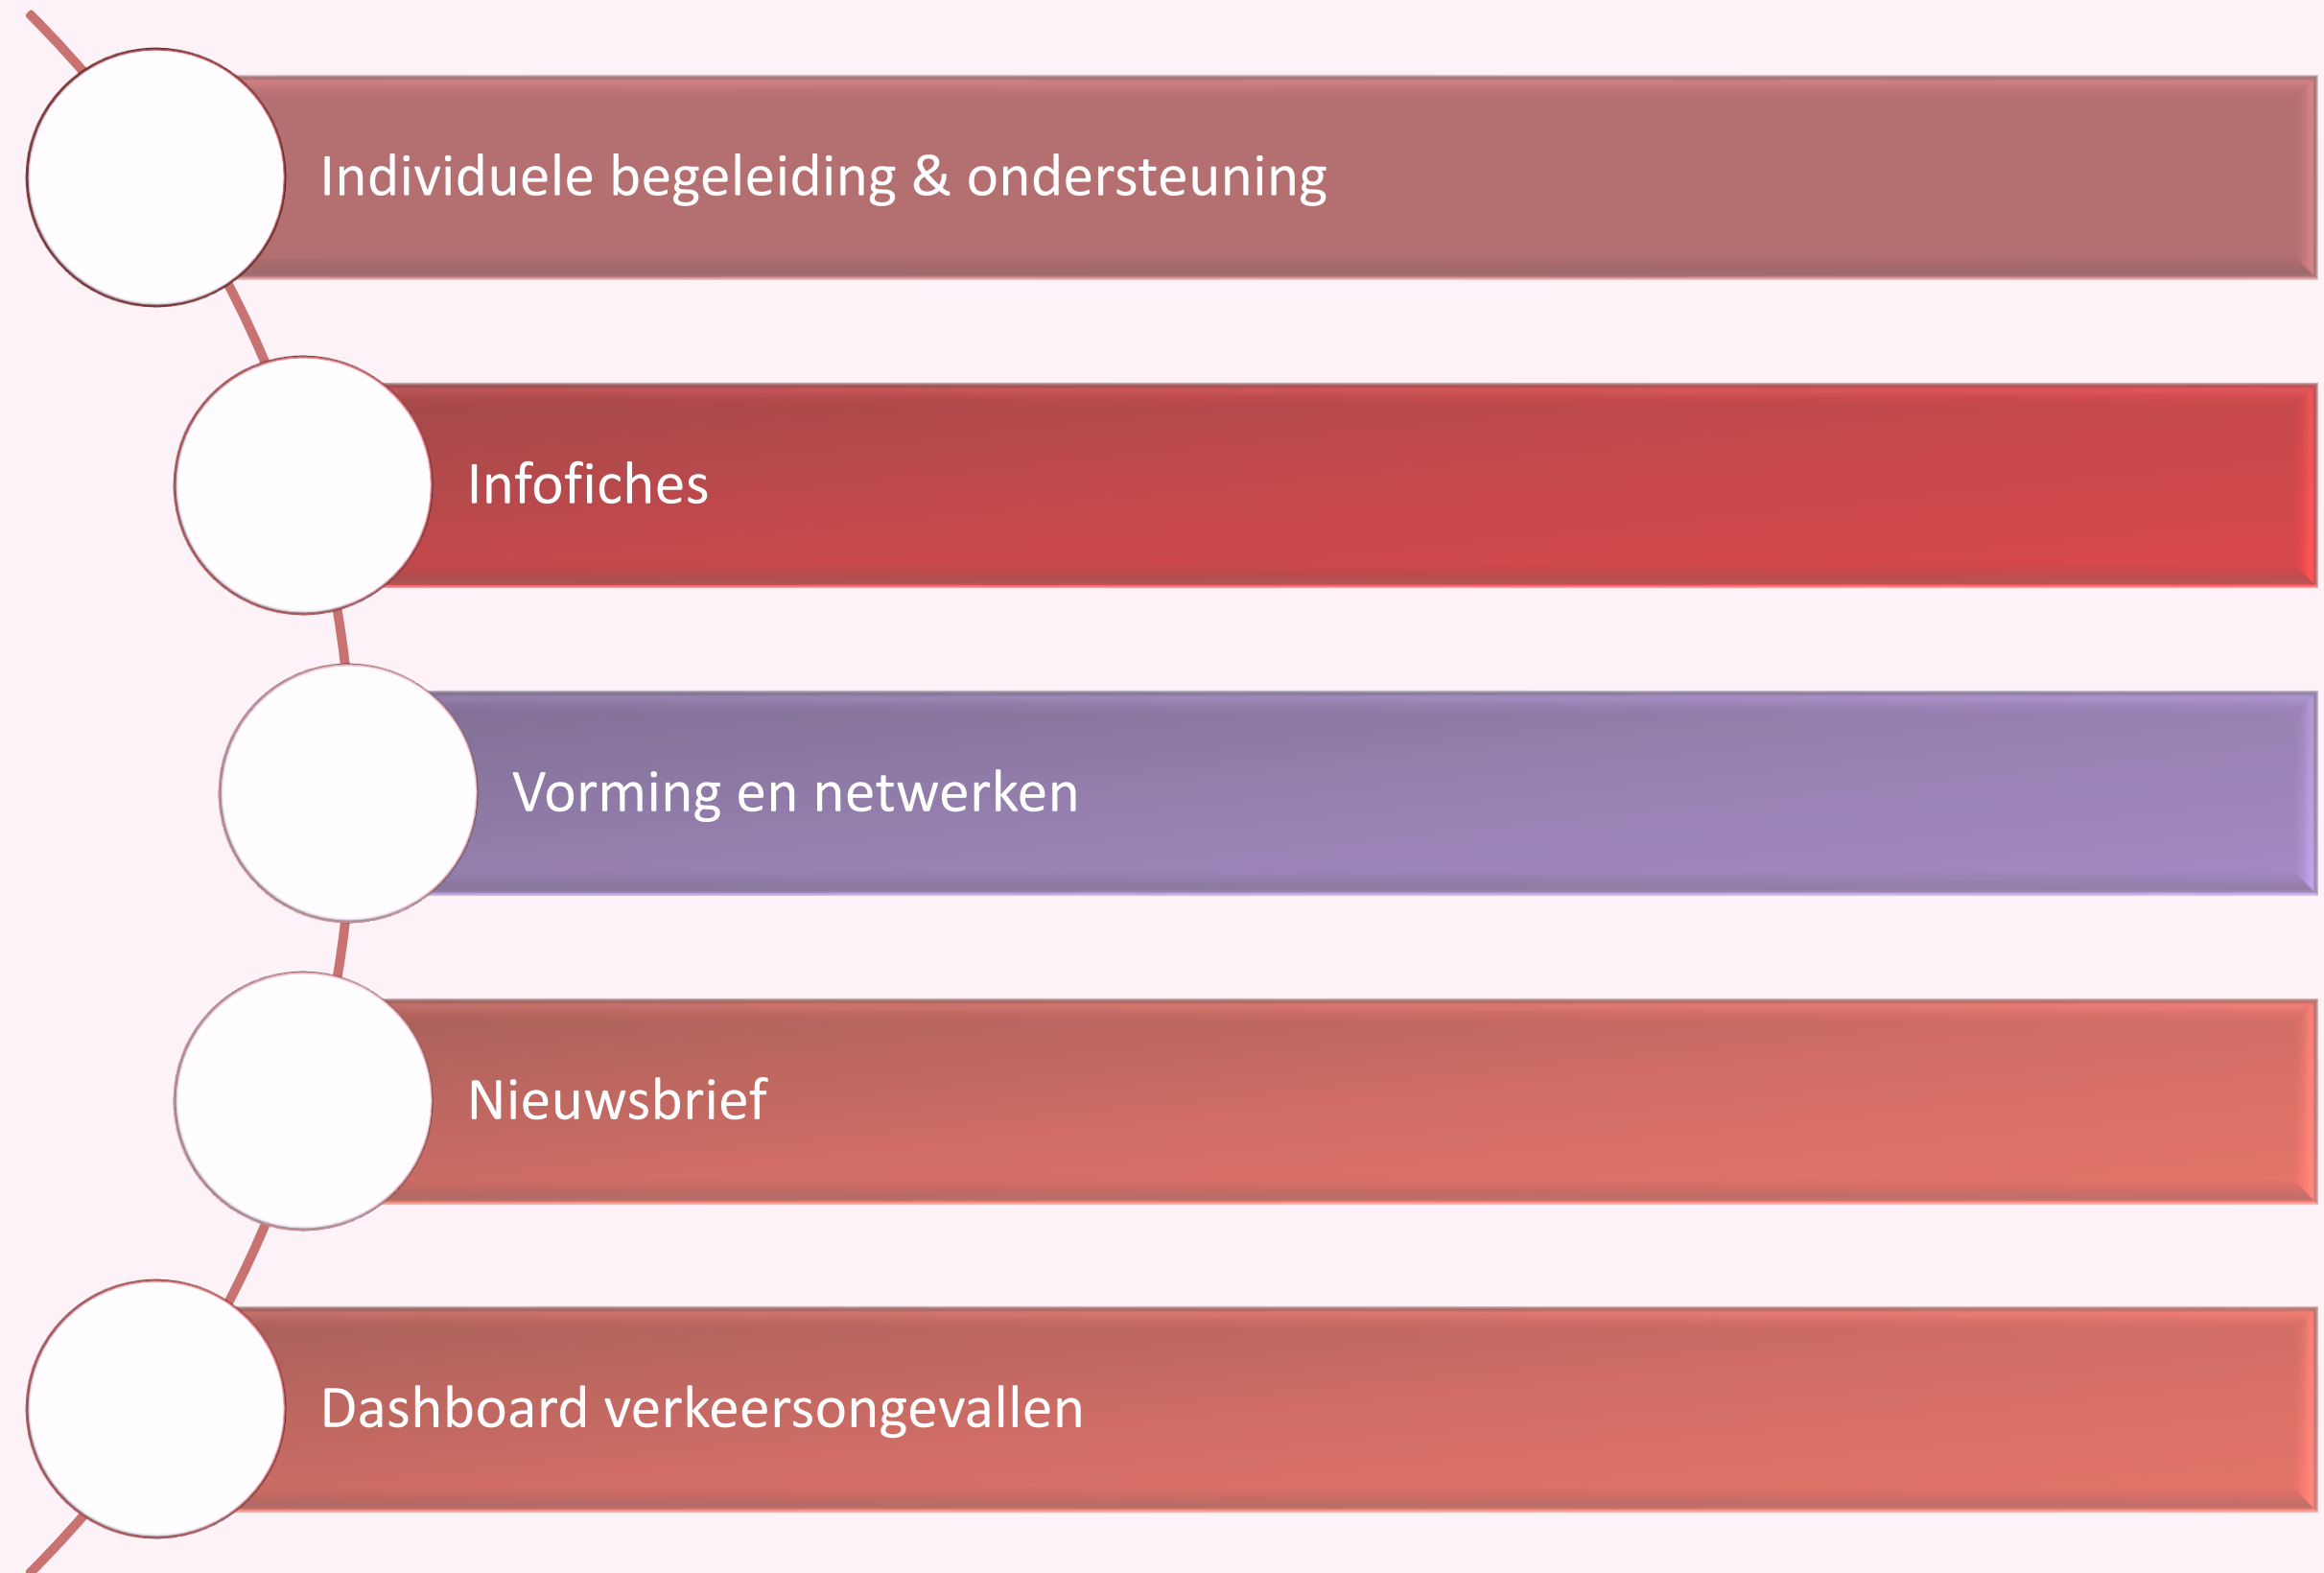 Individuele begeleiding & ondersteuning
Infofiches
Vorming en netwerken
Nieuwsbrief
Dashboard verkeersongevallen